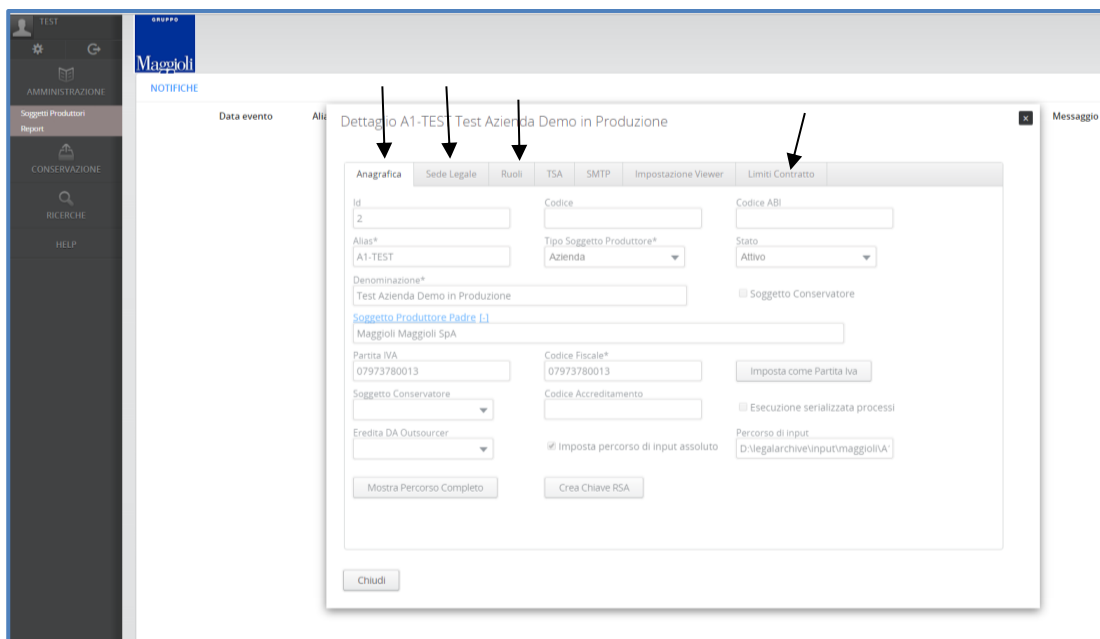 TEST
GRUPPO
Maggioli
AMMINISTRAZIONE
Soggetti Produttori
Report
CONSERVAZIONE
RICERCHE
HELP
NOTIFICHE
Data evento
Messaggio
Dettaglio A1-TEST Test Azienda Demo in Produzione
x
Anagrafica Sede Legale Ruoli TSA SMTP Impostazione Viewer Limiti Contratto
Id Codice Codice ABI
2
Alias* Tipo Soggetto Produttore* Stato
A1-TEST Azienda Attivo
Denominazione*
Test Azienda Demo in Produzione Soggetto Conservatore
Soggetto Produttore Padre [-]
Maggioli Maggioli SpA
Partita IVA Codice Fiscale*
07973780013 07973780013 Imposta come Partita Iva
Soggetto Conservatore Codice Accreditamento
Esecuzione serializzata processi
Eredita DA Outsourcer Percorso di input
Imposta percorso di input assoluto D:\legalarchive\input\maggioli\A
Mostra Percorso Completo Crea Chiave RSA
Chiudi